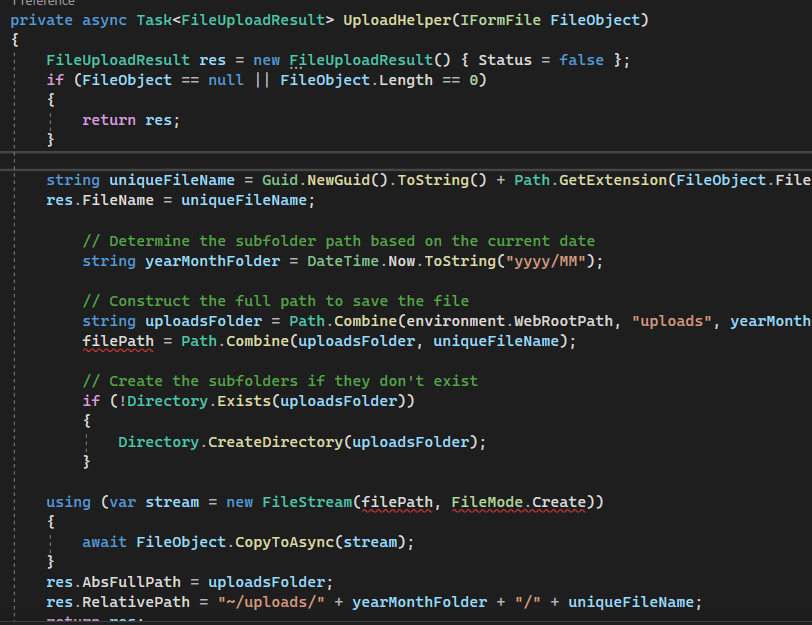 1 reference
private async Task<FileUploadResult> UploadHelper(IFormFile FileObject)
{
FileUploadResult res = new FileUploadResult() { Status = false };
if (FileObject == null || FileObject.Length == 0)
{
return res;
}
string uniqueFileName = Guid.NewGuid().ToString() + Path.GetExtension(FileObject.File
res.FileName = uniqueFileName;
// Determine the subfolder path based on the current date
string yearMonthFolder = DateTime.Now.ToString("yyyy/MM");
// Construct the full path to save the file
string uploadsFolder = Path.Combine(environment.WebRootPath, "uploads", yearMonth
filePath = Path.Combine(uploadsFolder, uniqueFileName);
// Create the subfolders if they don't exist
if (!Directory.Exists(uploadsFolder))
{
Directory.CreateDirectory(uploadsFolder);
}
using (var stream = new FileStream(filePath, FileMode.Create))
{
await FileObject.CopyToAsync(stream);
}
res.AbsFullPath = uploadsFolder;
res.RelativePath = "~/uploads/" + yearMonthFolder + "/" + uniqueFileName;
return res;